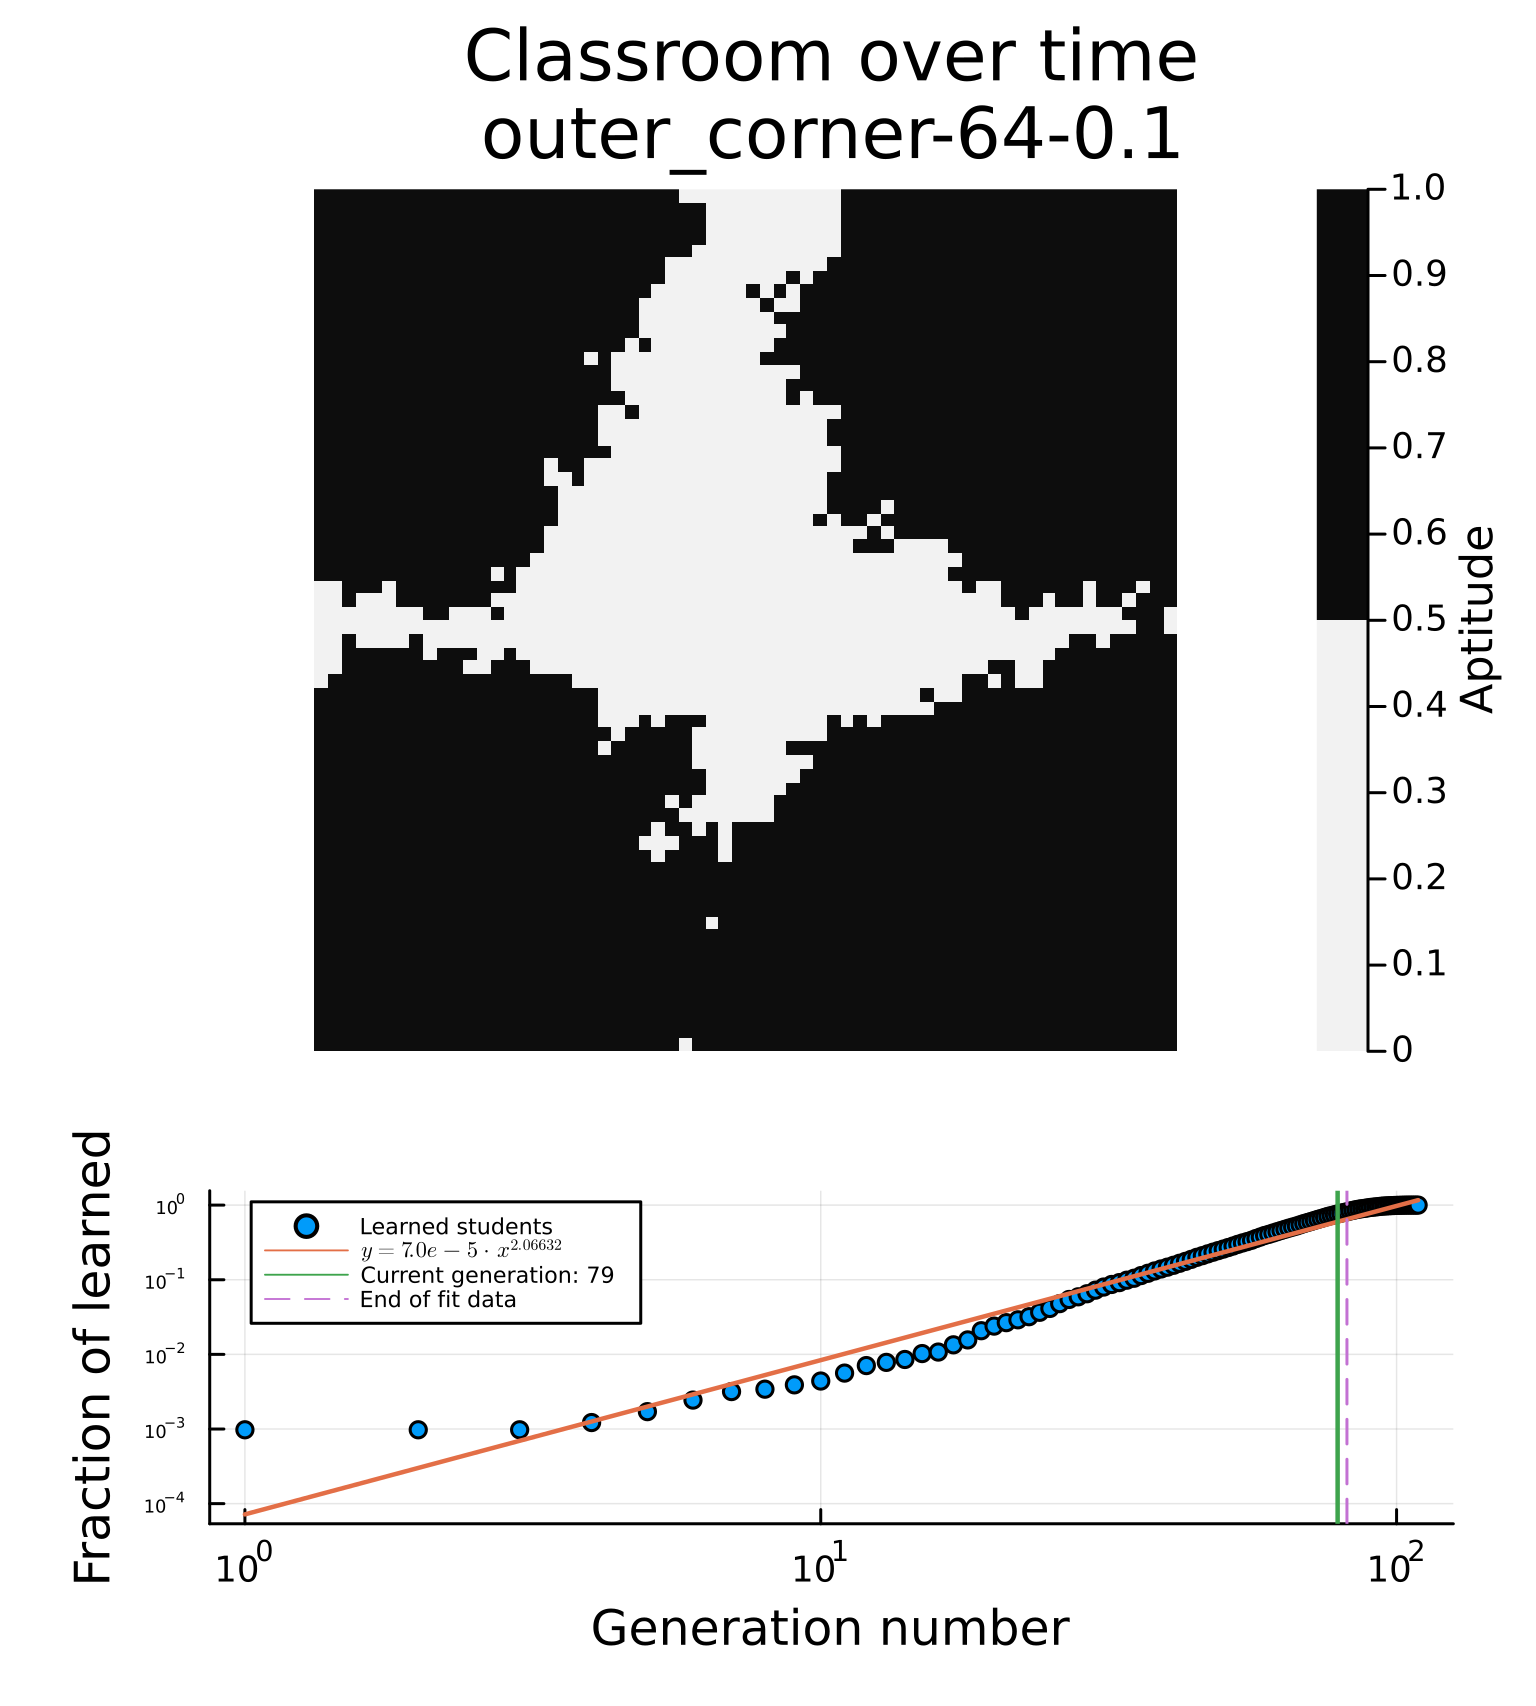 Classroom over time
outer_corner-64-0.1
1.0
0.9
0.8
0.7
0.6
0.5
0.4
0.3
0.2
0.1
0
Aptitude
Fraction of learned
10⁰
10⁻¹
10⁻²
10⁻³
10⁻⁴
Learned students
y = 7.0e − 5 · x^2.06632
Current generation: 79
End of fit data
10⁰ 10¹ 10²
Generation number